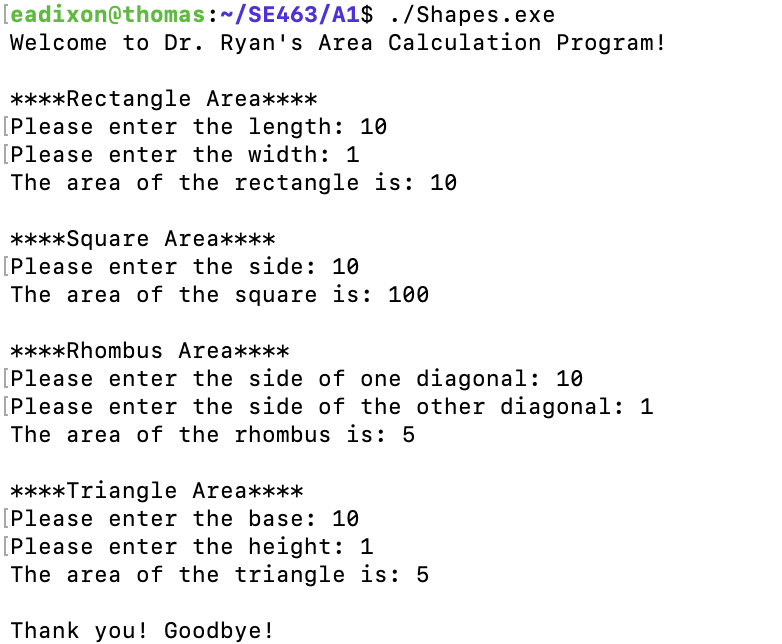 [eadixon@thomas:~/SE463/A1$ ./Shapes.exe
Welcome to Dr. Ryan's Area Calculation Program!
****Rectangle Area****
[Please enter the length: 10
[Please enter the width: 1
The area of the rectangle is: 10
****Square Area****
[Please enter the side: 10
The area of the square is: 100
****Rhombus Area****
[Please enter the side of one diagonal: 10
[Please enter the side of the other diagonal: 1
The area of the rhombus is: 5
****Triangle Area****
[Please enter the base: 10
[Please enter the height: 1
The area of the triangle is: 5
Thank you! Goodbye!